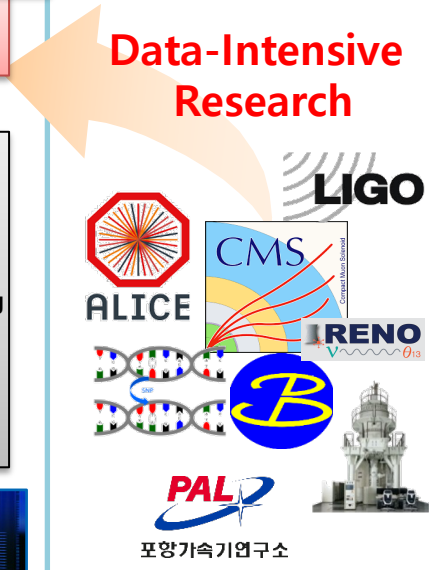 Data-Intensive
Research
LIGO
CMS
Compact Muon Solenoid
ALICE
RENO
ν θ13
SNP
B
PAL
포항가속기연구소